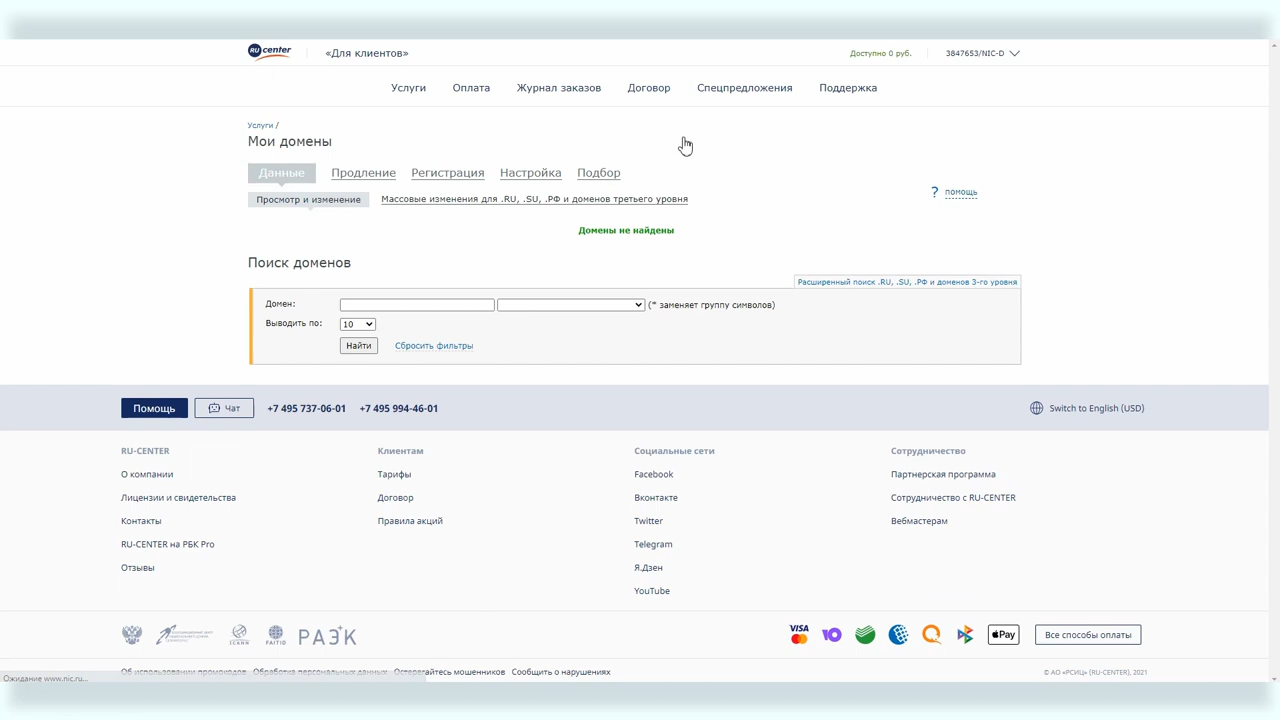 RU center
«Для клиентов»
Доступно 0 руб.
3847653/NIC-D
Услуги
Оплата
Журнал заказов
Договор
Спецпредложения
Поддержка
Услуги /
Мои домены
Данные
Продление
Регистрация
Настройка
Подбор
Просмотр и изменение
Массовые изменения для .RU, .SU, .РФ и доменов третьего уровня
? помощь
Домены не найдены
Поиск доменов
Расширенный поиск .RU, .SU, .РФ и доменов 3-го уровня
Домен:
(* заменяет группу символов)
Выводить по:
10
Найти
Сбросить фильтры
Помощь
Чат
+7 495 737-06-01
+7 495 994-46-01
Switch to English (USD)
RU-CENTER
Клиентам
Социальные сети
Сотрудничество
О компании
Тарифы
Facebook
Партнерская программа
Лицензии и свидетельства
Договор
Вконтакте
Сотрудничество с RU-CENTER
Контакты
Правила акций
Twitter
Вебмастерам
RU-CENTER на РБК Pro
Telegram
Отзывы
Я.Дзен
YouTube
ICANN
FAITID
РАЭК
VISA
Pay
Все способы оплаты
Об использовании промокодов
Обработка персональных данных
Остерегайтесь мошенников
Сообщить о нарушениях
© АО «РСИЦ» (RU-CENTER), 2021
Ожидание www.nic.ru...